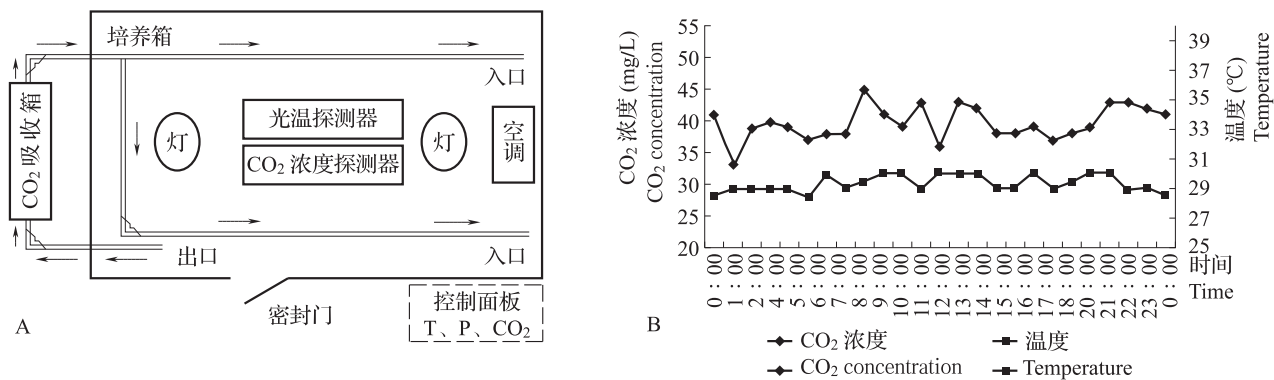 培养箱
入口
CO₂吸收箱
灯
光温探测器
CO₂浓度探测器
灯
空调
出口
入口
密封门
控制面板
T、P、CO₂
A
CO₂浓度 (mg/L)
CO₂ concentration
65
55
50
45
40
35
30
25
20
39
37
35
33
31
29
27
25
温度 (℃)
Temperature
0:00
1:00
2:00
4:00
5:00
6:00
7:00
8:00
9:00
10:00
11:00
12:00
13:00
14:00
15:00
16:00
17:00
18:00
20:00
21:00
22:00
23:00
0:00
时间
Time
B
CO₂浓度
温度
CO₂ concentration
Temperature